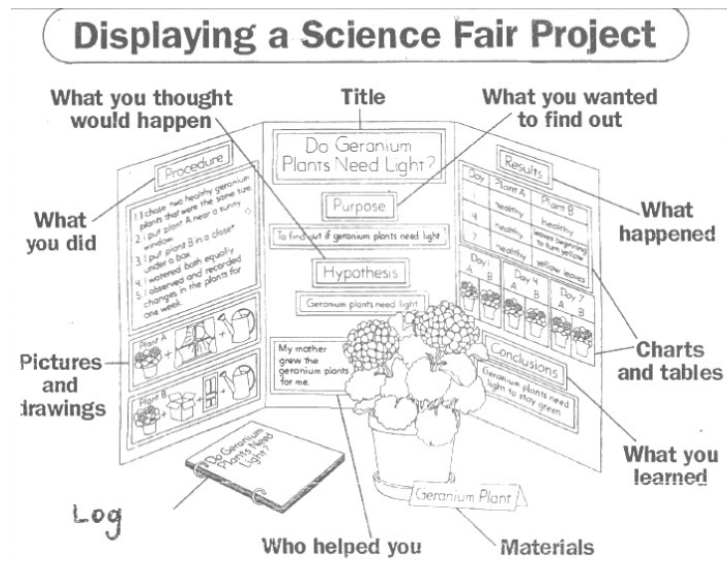 Displaying a Science Fair Project
What you thought
would happen
Title
What you wanted
to find out
Procedure
1. I chose two healthy geranium
plants that were the same size.
2. I put plant A near a sunny
window.
3. I put plant B in a closet
under a box.
4. I watered both equally.
5. I observed and recorded
changes in the plants for
one week.
What
you did
Plant A
Plant B
Pictures
and
drawings
Do Geranium
Plants Need Light?
Purpose
To find out if geranium plants need light
Hypothesis
Geranium plants need light
My mother
grew the
geranium plants
for me.
Results
Day Plant A Plant B
healthy healthy
4 healthy leaves beginning
to turn yellow
7 healthy yellow leaves
Day 1 Day 4 Day 7
A B A B A B
What
happened
Charts
and tables
Conclusions
Geranium plants need
light to stay green
What you
learned
Do Geranium
Plants Need
Light?
Log
Geranium Plant
Who helped you
Materials